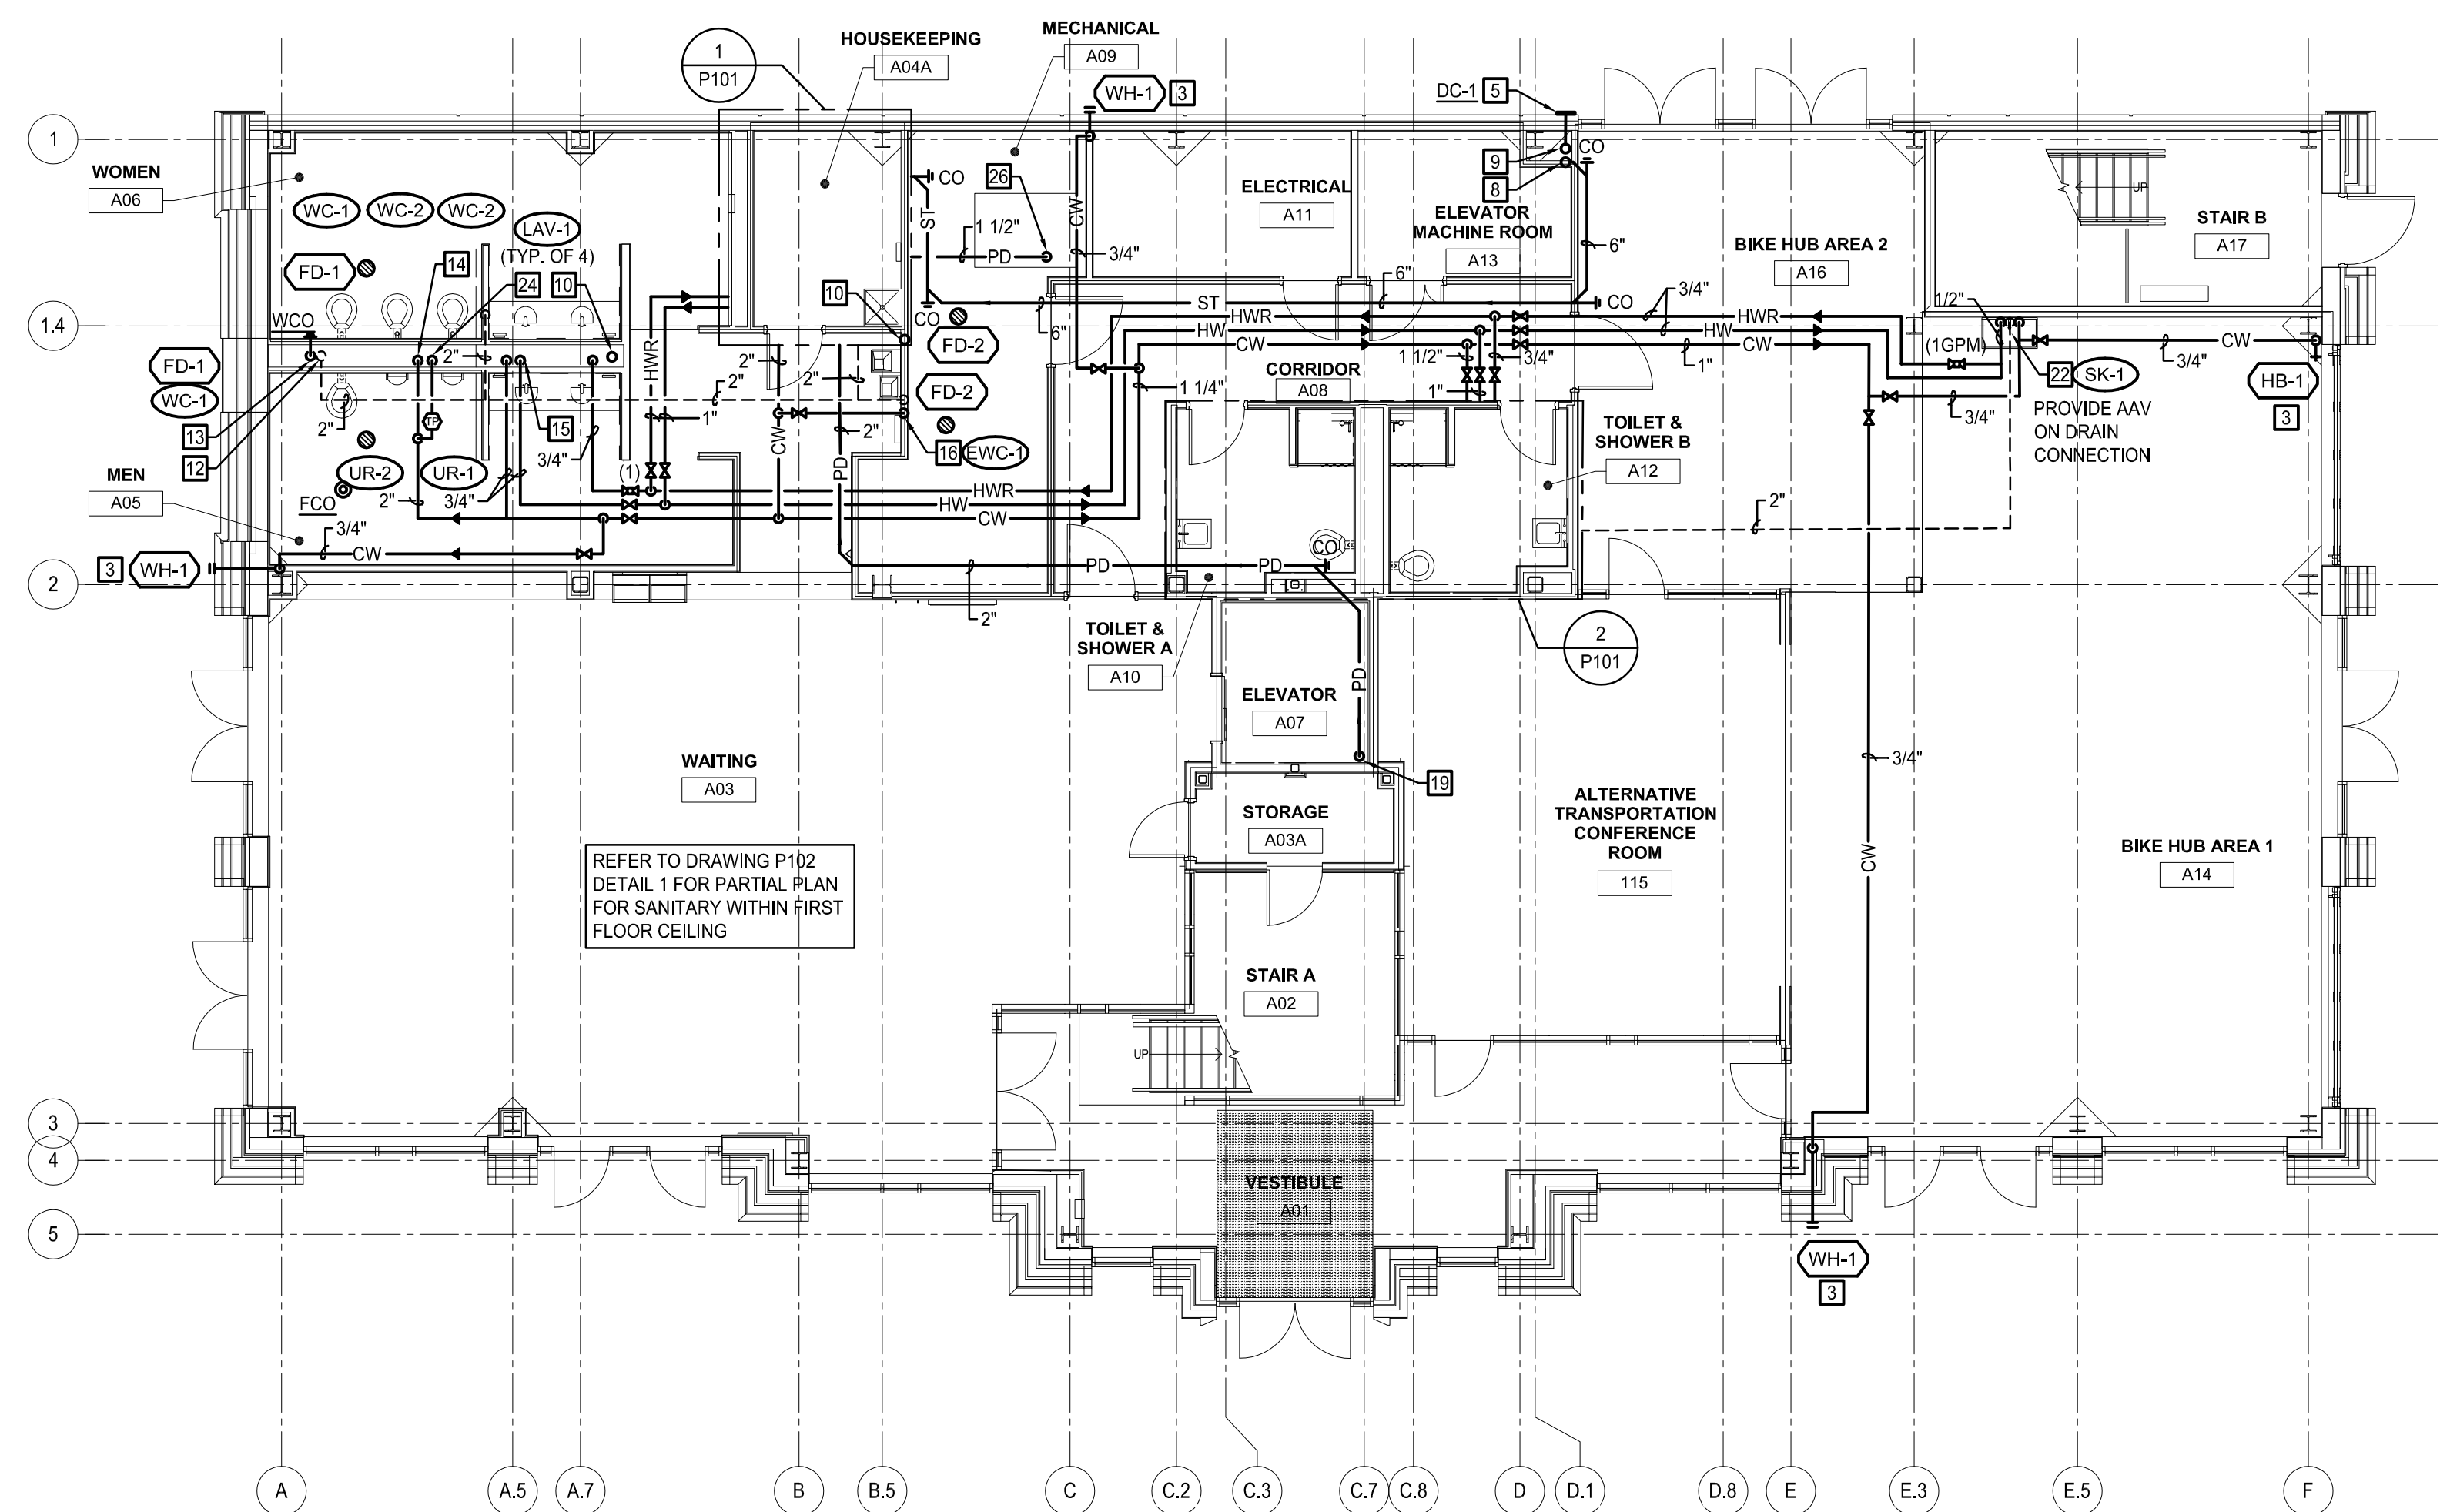 MECHANICAL
A09
HOUSEKEEPING
A04A
1
P101
WH-1
3
DC-1
5
1
WOMEN
A06
WC-1
WC-2
WC-2
LAV-1
(TYP. OF 4)
FD-1
14
24
10
CO
ST
26
1 1/2"
PD
CW
3/4"
ELECTRICAL
A11
9
8
CO
ELEVATOR
MACHINE ROOM
A13
6"
6"
BIKE HUB AREA 2
A16
UP
STAIR B
A17
1.4
WCO
10
CO
FD-2
6"
ST
CO
3/4"
HWR
HWR
HW
HW
CW
CW
1/2"
(1GPM)
CW
3/4"
22
SK-1
HB-1
3
PROVIDE AAV
ON DRAIN
CONNECTION
3/4"
FD-1
WC-1
2"
2"
2"
2"
HWR
1"
FD-2
1 1/4"
1 1/2"
3/4"
1"
1"
CORRIDOR
A08
13
12
2"
TP
15
3/4"
CW
2"
PD
16
EWC-1
TOILET &
SHOWER B
A12
UR-2
UR-1
(1)
MEN
A05
FCO
2"
3/4"
HWR
HW
CW
3/4"
CW
2"
3
WH-1
CO
PD
PD
2
2"
TOILET &
SHOWER A
A10
2
P101
PD
ELEVATOR
A07
WAITING
A03
19
STORAGE
A03A
ALTERNATIVE
TRANSPORTATION
CONFERENCE
ROOM
115
3/4"
CW
BIKE HUB AREA 1
A14
REFER TO DRAWING P102
DETAIL 1 FOR PARTIAL PLAN
FOR SANITARY WITHIN FIRST
FLOOR CEILING
STAIR A
A02
UP
3
4
VESTIBULE
A01
5
WH-1
3
A
A.5
A.7
B
B.5
C
C.2
C.3
C.7
C.8
D
D.1
D.8
E
E.3
E.5
F